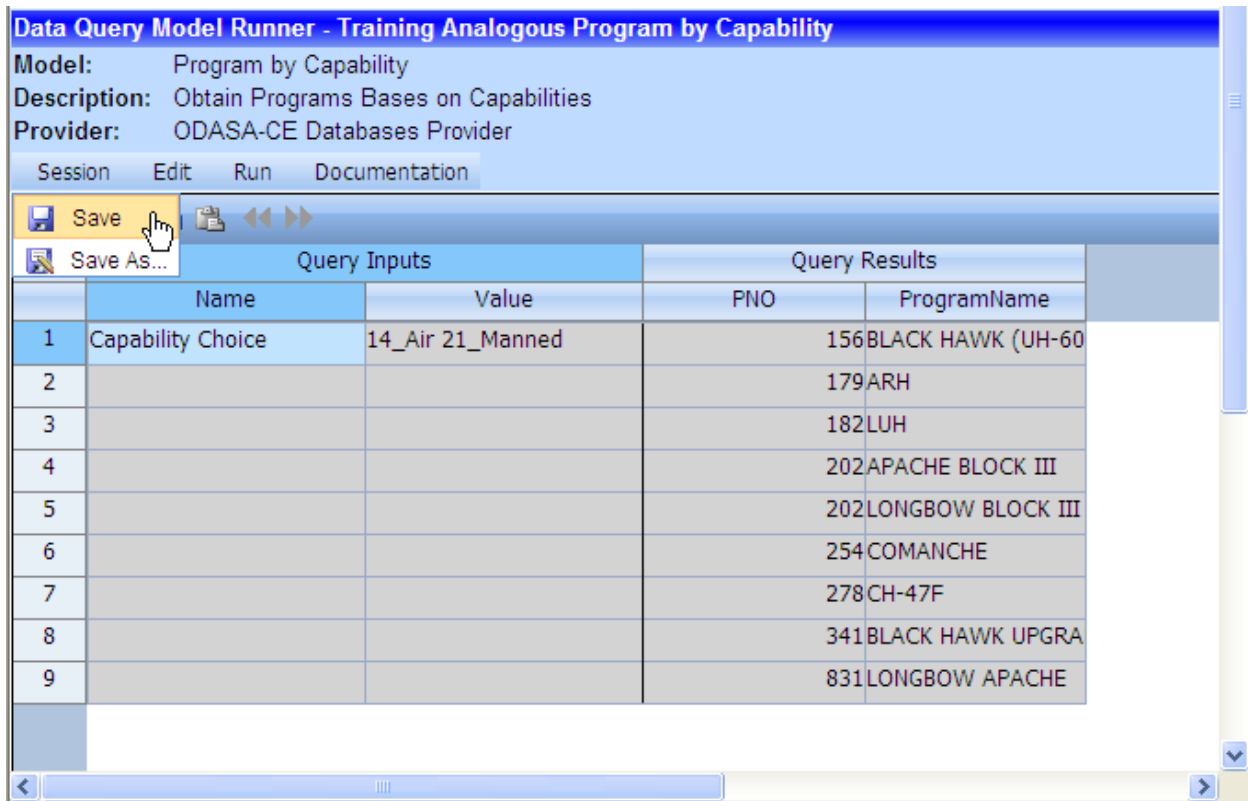 Data Query Model Runner - Training Analogous Program by Capability
Model: Program by Capability
Description: Obtain Programs Bases on Capabilities
Provider: ODASA-CE Databases Provider
Session Edit Run Documentation
Save
Save As...
Query Inputs Query Results
Name Value PNO ProgramName
1 Capability Choice 14_Air 21_Manned 156 BLACK HAWK (UH-60
2 179 ARH
3 182 LUH
4 202 APACHE BLOCK III
5 202 LONGBOW BLOCK III
6 254 COMANCHE
7 278 CH-47F
8 341 BLACK HAWK UPGRA
9 831 LONGBOW APACHE